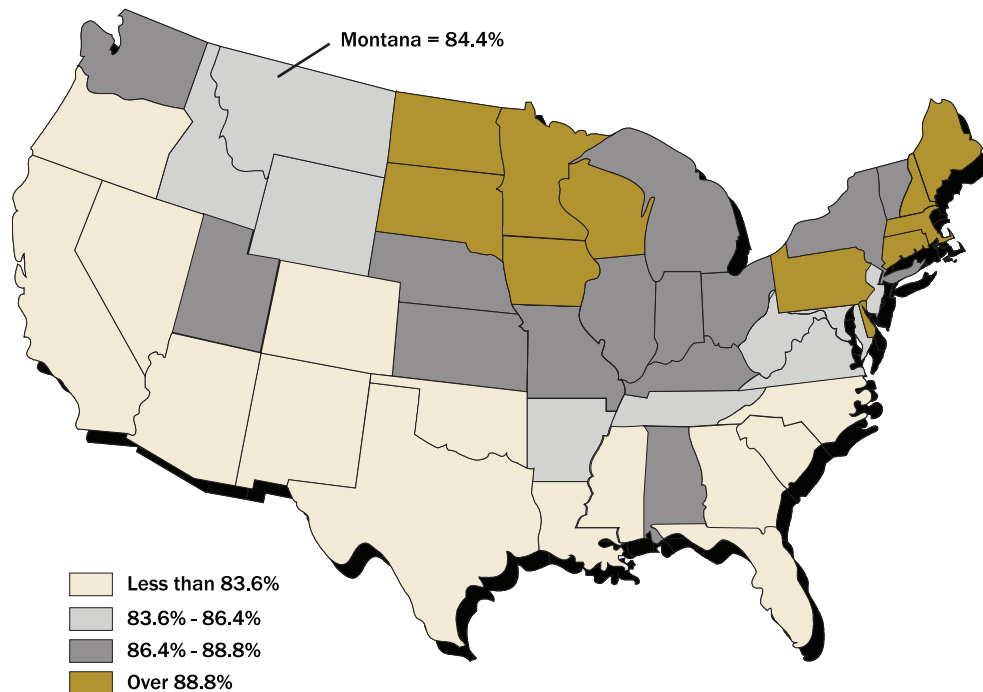 Montana = 84.4%
Less than 83.6%
83.6% - 86.4%
86.4% - 88.8%
Over 88.8%